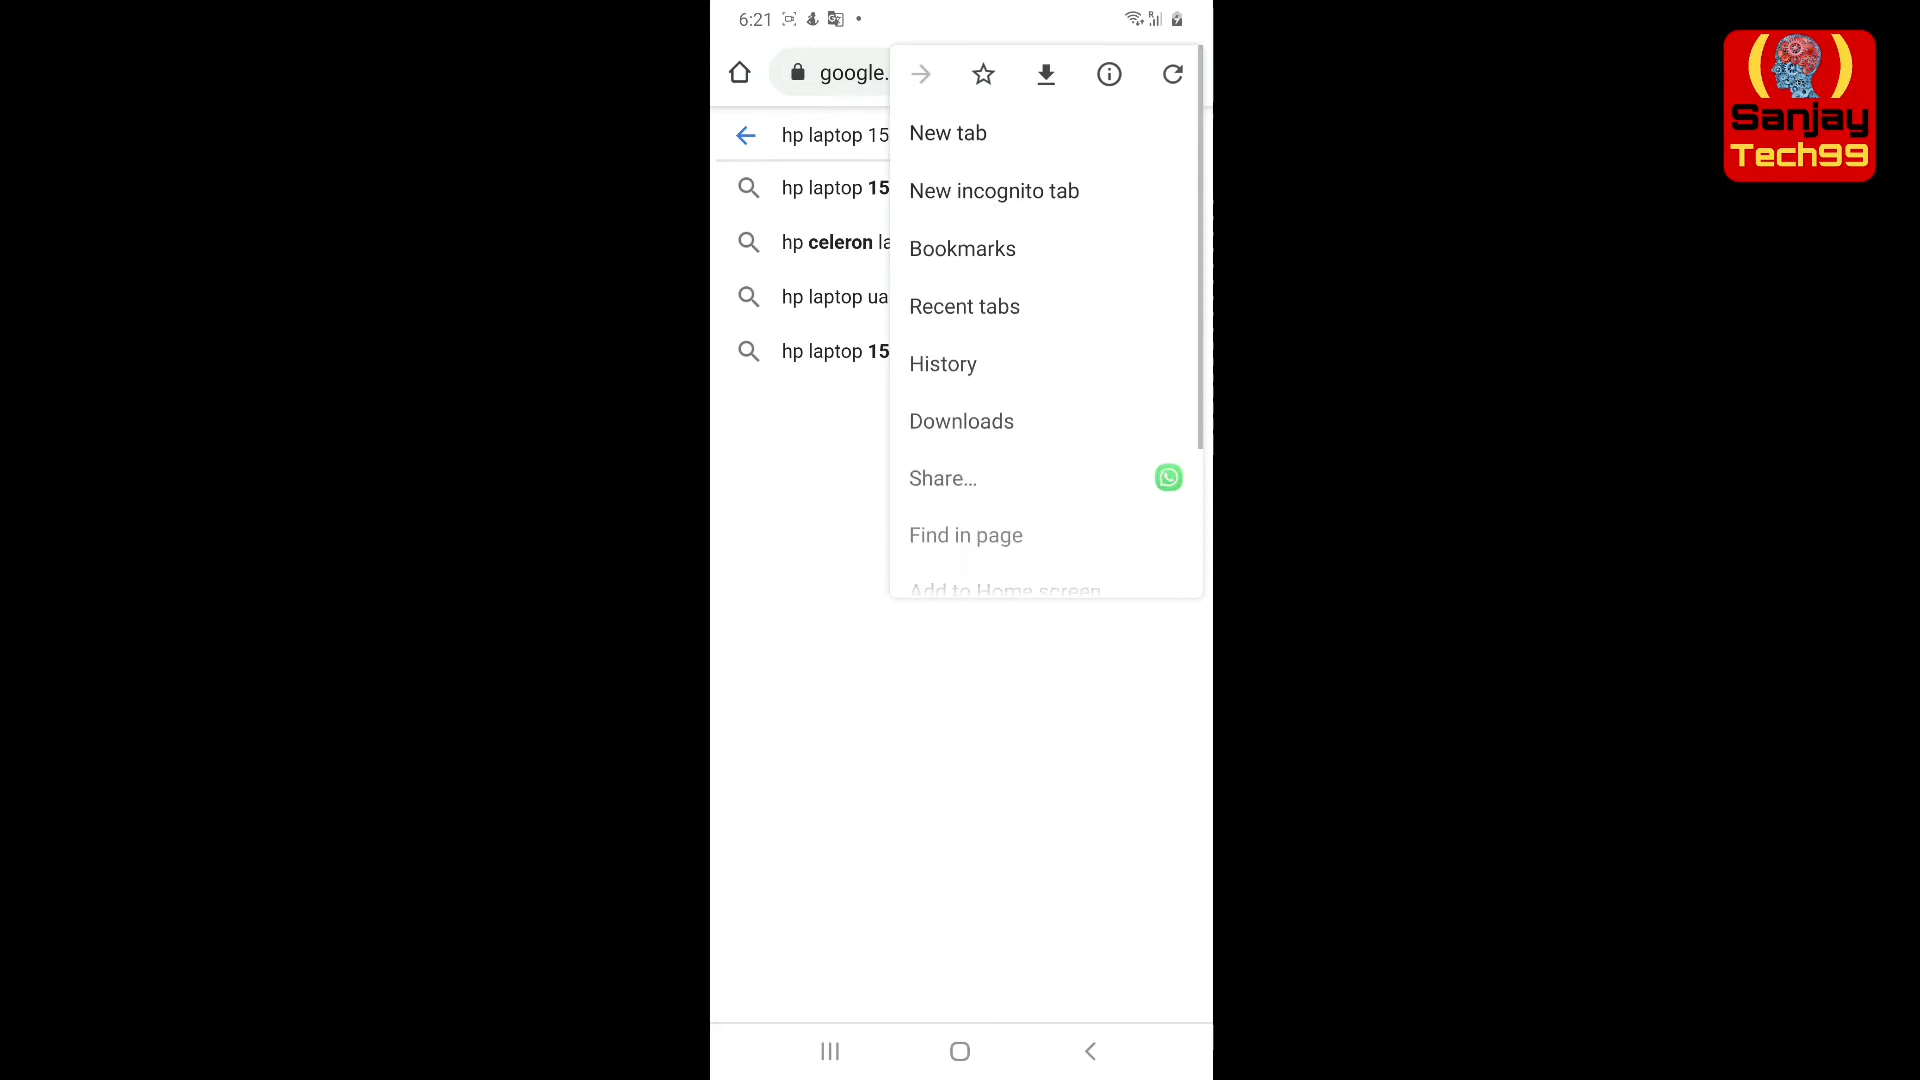 6:21
google.
hp laptop 15
hp laptop 15
hp celeron la
hp laptop ua
hp laptop 15
New tab
New incognito tab
Bookmarks
Recent tabs
History
Downloads
Share...
Find in page
Add to Home screen
Sanjay
Tech99